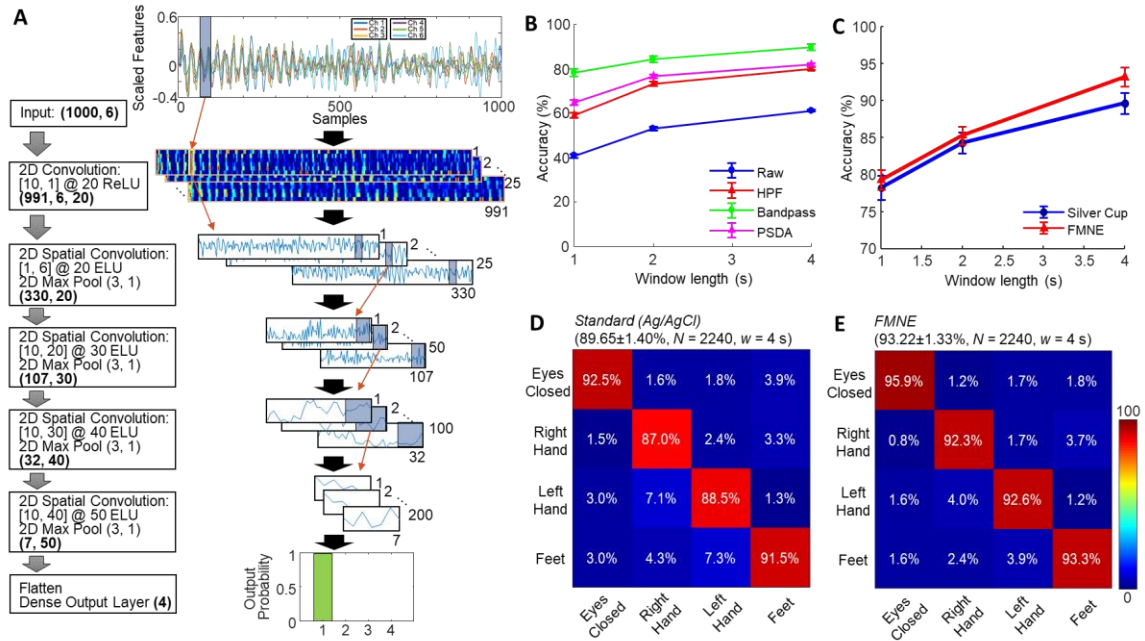 A
0.6
0
-0.4
Scaled Features
Ch 1
Ch 2
Ch 3
Ch 4
Ch 5
Ch 6
0
500
1000
Samples
Input: (1000, 6)
2D Convolution:
[10, 1] @ 20 ReLU
(991, 6, 20)
2D Spatial Convolution:
[1, 6] @ 20 ELU
2D Max Pool (3, 1)
(330, 20)
2D Spatial Convolution:
[10, 20] @ 30 ELU
2D Max Pool (3, 1)
(107, 30)
2D Spatial Convolution:
[10, 30] @ 40 ELU
2D Max Pool (3, 1)
(32, 40)
2D Spatial Convolution:
[10, 40] @ 50 ELU
2D Max Pool (3, 1)
(7, 50)
Flatten
Dense Output Layer (4)
1
2
25
991
1
2
25
330
1
2
50
107
1
2
100
32
1
2
200
7
Output
Probability
1
0
1 2 3 4
B
100
80
60
40
20
0
Accuracy (%)
Raw
HPF
Bandpass
PSDA
1 2 3 4
Window length (s)
C
100
95
90
85
80
75
70
Accuracy (%)
Silver Cup
FMNE
1 1.5 2 2.5 3 3.5 4
Window length (s)
D
Standard (Ag/AgCl)
(89.65±1.40%, N = 2240, w = 4 s)
Eyes
Closed
92.5% 1.6% 1.8% 3.9%
Right
Hand
1.5% 87.0% 2.4% 3.3%
Left
Hand
3.0% 7.1% 88.5% 1.3%
Feet
3.0% 4.3% 7.3% 91.5%
Eyes
Closed
Right
Hand
Left
Hand
Feet
E
FMNE
(93.22±1.33%, N = 2240, w = 4 s)
Eyes
Closed
95.9% 1.2% 1.7% 1.8%
Right
Hand
0.8% 92.3% 1.7% 3.7%
Left
Hand
1.6% 4.0% 92.6% 1.2%
Feet
1.6% 2.4% 3.9% 93.3%
Eyes
Closed
Right
Hand
Left
Hand
Feet
100
0